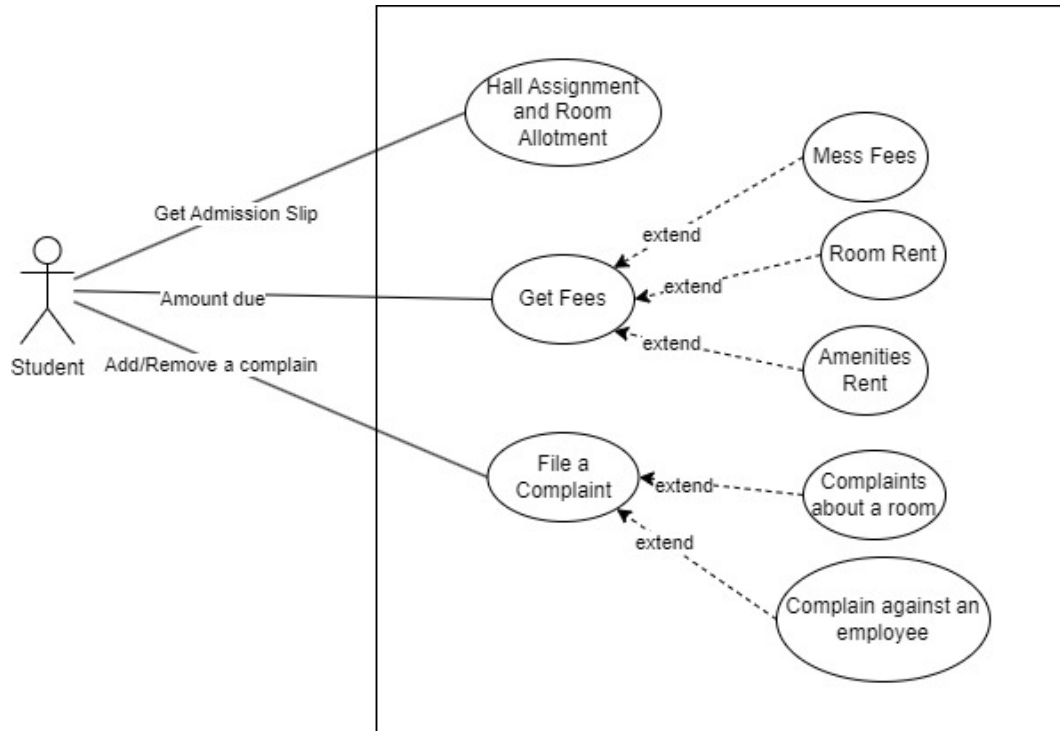 Hall Assignment
and Room
Allotment
Mess Fees
Get Admission Slip
extend
Room Rent
extend
Get Fees
Amount due
extend
Amenities
Rent
Student
Add/Remove a complain
File a
Complaint
extend
Complaints
about a room
extend
Complain against an
employee